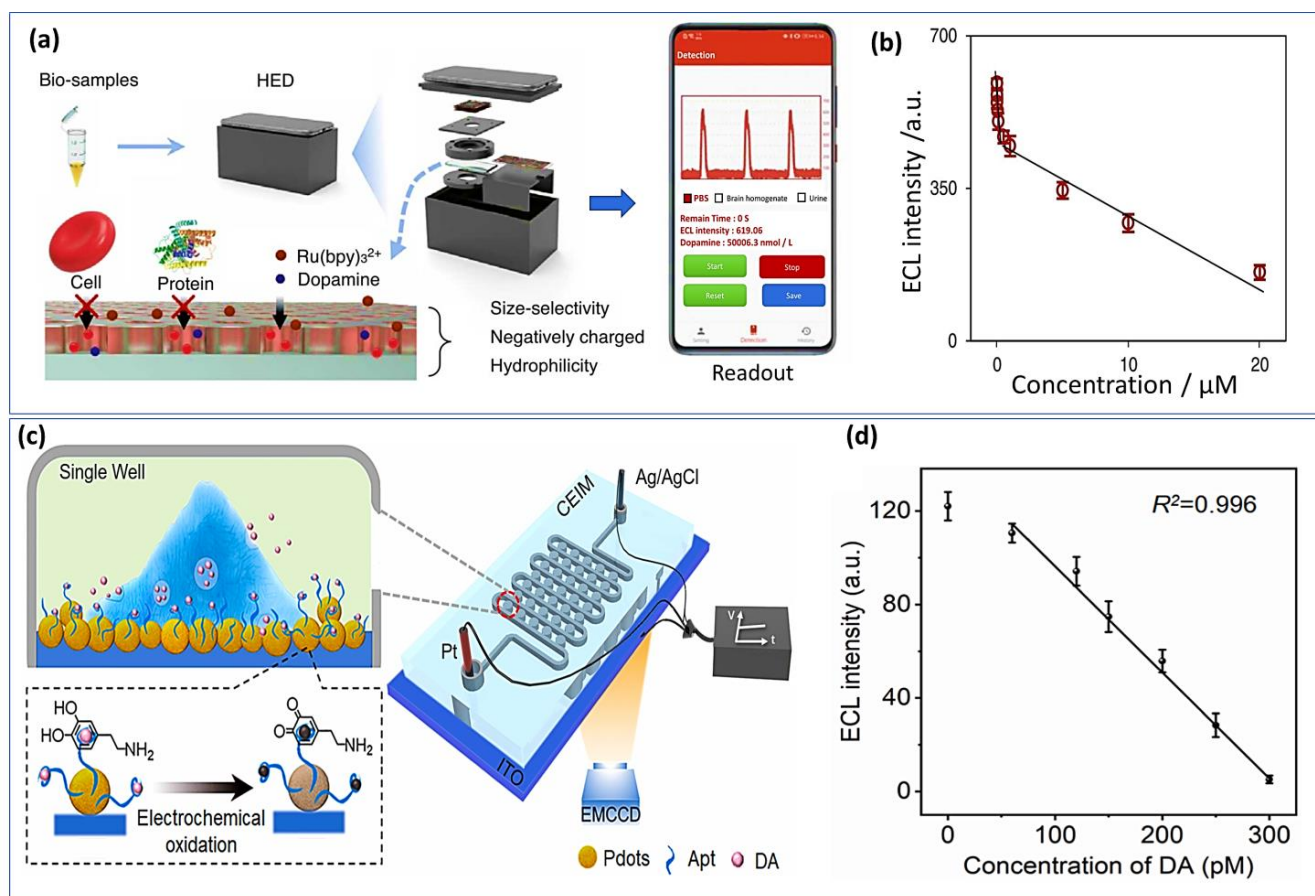 (a)
Bio-samples
HED
Cell
Protein
Ru(bpy)₃²⁺
Dopamine
Size-selectivity
Negatively charged
Hydrophilicity
Detection
PBS Brain homogenate Urine
Remain Time : 0 S
ECL intensity : 619.06
Dopamine : 50006.3 nmol / L
Start Stop
Reset Save
Setting Detection History
Readout
(b)
ECL intensity /a.u.
700
350
0
0 10 20
Concentration / µM
(c)
Single Well
CEIM
Ag/AgCl
Pt
ITO
V
t
EMCCD
HO
HO
NH2
O
O
NH2
Electrochemical
oxidation
Pdots Apt DA
(d)
ECL intensity (a.u.)
R²=0.996
120
80
40
0
0 100 200 300
Concentration of DA (pM)